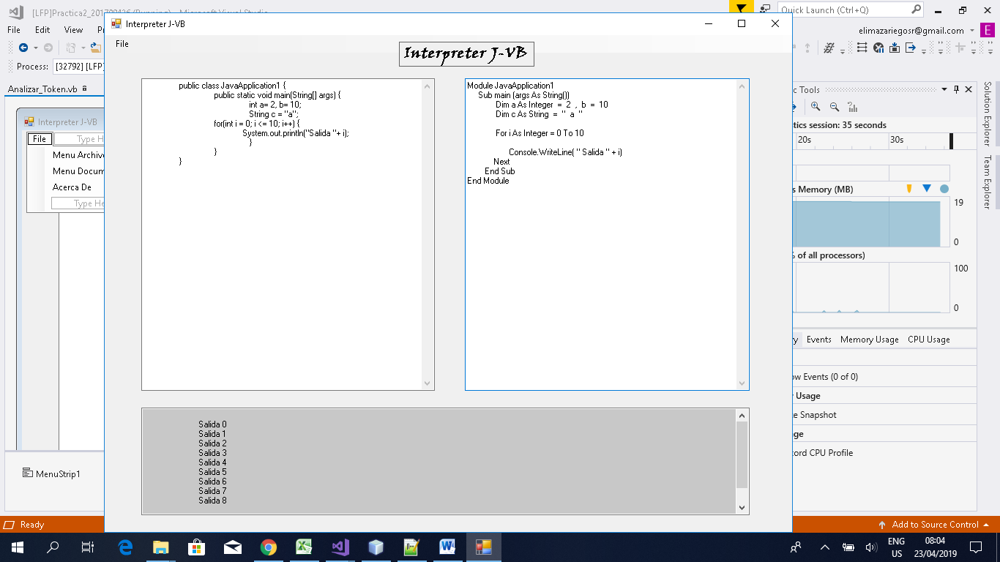 [LFP]Practica2_201709426 (Running) - Microsoft Visual Studio
Quick Launch (Ctrl+Q)
File Edit View
elimazariegosr@gmail.com E
Process: [32792] [LFP]
Analizar_Token.vb
Interpreter J-VB
File Type H
Menu Archiv
Menu Docum
Acerca De
Type He
MenuStrip1
Interpreter J-VB
File
Interpreter J-VB
public class JavaApplication1 {
public static void main(String[] args) {
int a= 2, b= 10;
String c = "a";
for(int i = 0; i <= 10; i++) {
System.out.println("Salida "+ i);
}
}
}
Module JavaApplication1
Sub main (args As String())
Dim a As Integer = 2 , b = 10
Dim c As String = " a "
For i As Integer = 0 To 10
Console.WriteLine( " Salida " + i)
Next
End Sub
End Module
Salida 0
Salida 1
Salida 2
Salida 3
Salida 4
Salida 5
Salida 6
Salida 7
Salida 8
c Tools
tics session: 35 seconds
20s 30s
s Memory (MB)
19
0
% of all processors)
100
0
ry Events Memory Usage CPU Usage
ow Events (0 of 0)
y Usage
ke Snapshot
age
cord CPU Profile
Solution Explorer
Team Explorer
Ready
Add to Source Control
ENG
US
08:04
23/04/2019